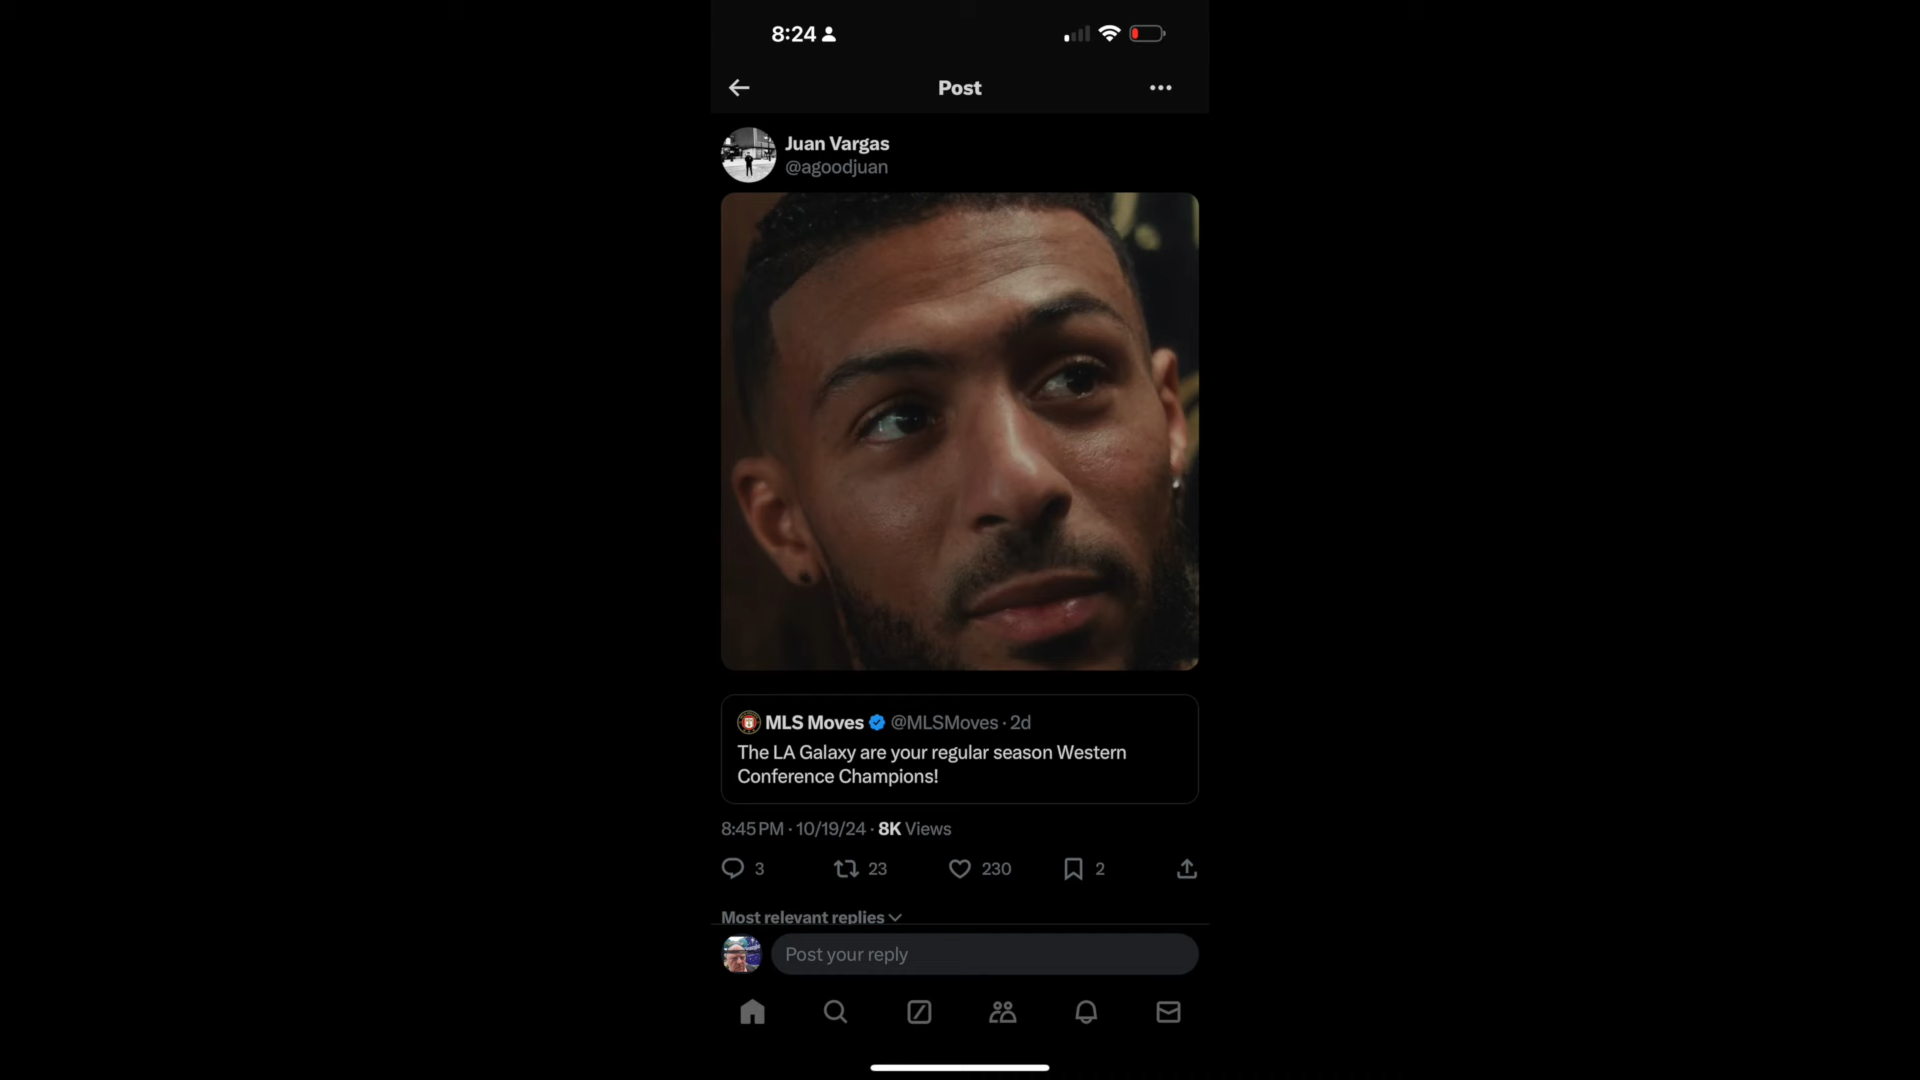 8:24
Post
Juan Vargas
@agoodjuan
MLS Moves @MLSMoves · 2d
The LA Galaxy are your regular season Western
Conference Champions!
8:45 PM · 10/19/24 · 8K Views
3 23 230 2
Most relevant replies
Post your reply